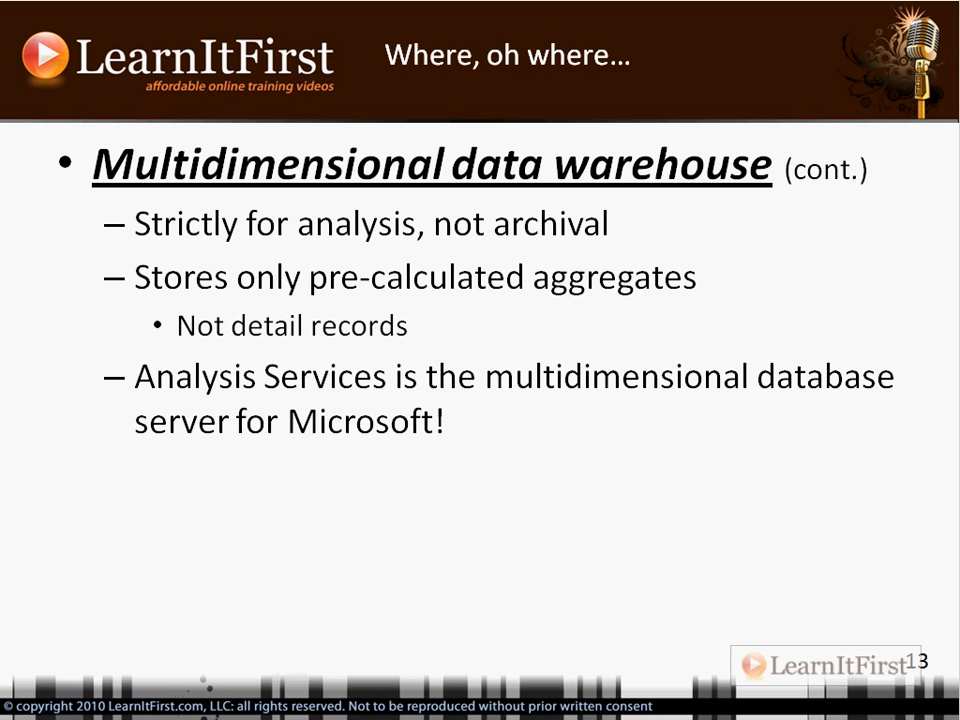 LearnItFirst
affordable online training videos
Where, oh where...
• Multidimensional data warehouse (cont.)
– Strictly for analysis, not archival
– Stores only pre-calculated aggregates
• Not detail records
– Analysis Services is the multidimensional database
server for Microsoft!
LearnItFirst
13
© copyright 2010 LearnItFirst.com, LLC: all rights reserved. Not to be reproduced without prior written consent